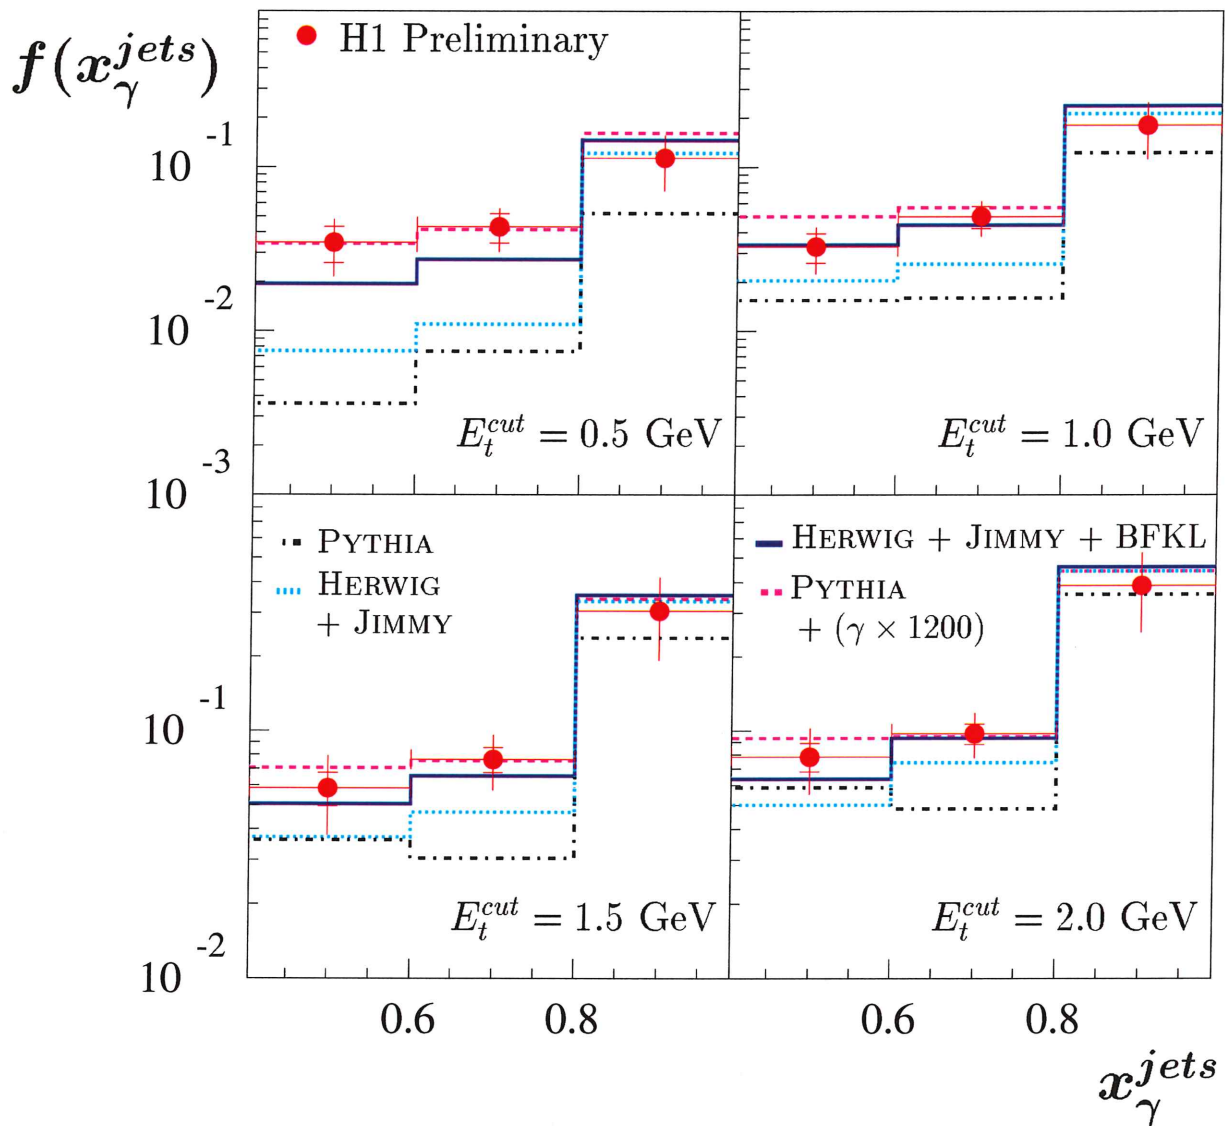 f(x_γ^{jets})
H1 Preliminary
10^{-1}
10^{-2}
10^{-3}
E_t^{cut} = 0.5 GeV
E_t^{cut} = 1.0 GeV
PYTHIA
HERWIG
+ JIMMY
HERWIG + JIMMY + BFKL
PYTHIA
+ (γ × 1200)
10^{-1}
10^{-2}
E_t^{cut} = 1.5 GeV
E_t^{cut} = 2.0 GeV
0.6 0.8 0.6 0.8
x_γ^{jets}